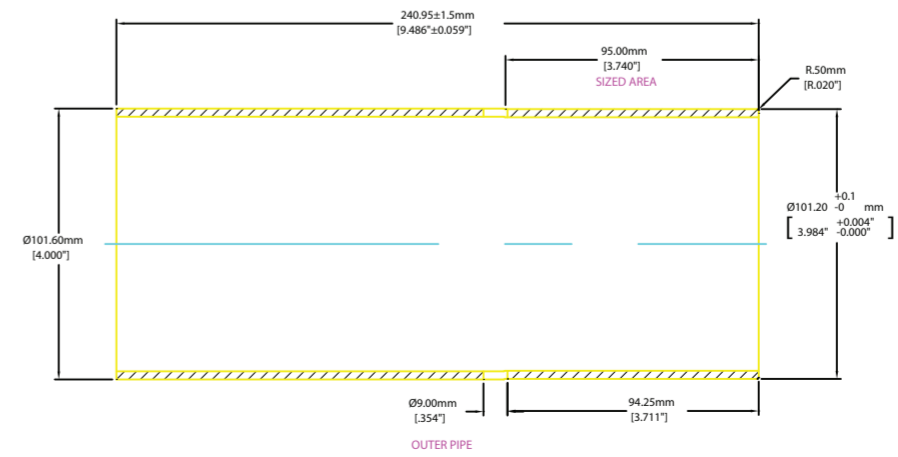 240.95±1.5mm
[9.486"±0.059"]
95.00mm
[3.740"]
SIZED AREA
R.50mm
[R.020"]
+0.1
Ø101.20 -0 mm
+0.004"
[ 3.984" -0.000" ]
Ø101.60mm
[4.000"]
Ø9.00mm
[.354"]
94.25mm
[3.711"]
OUTER PIPE